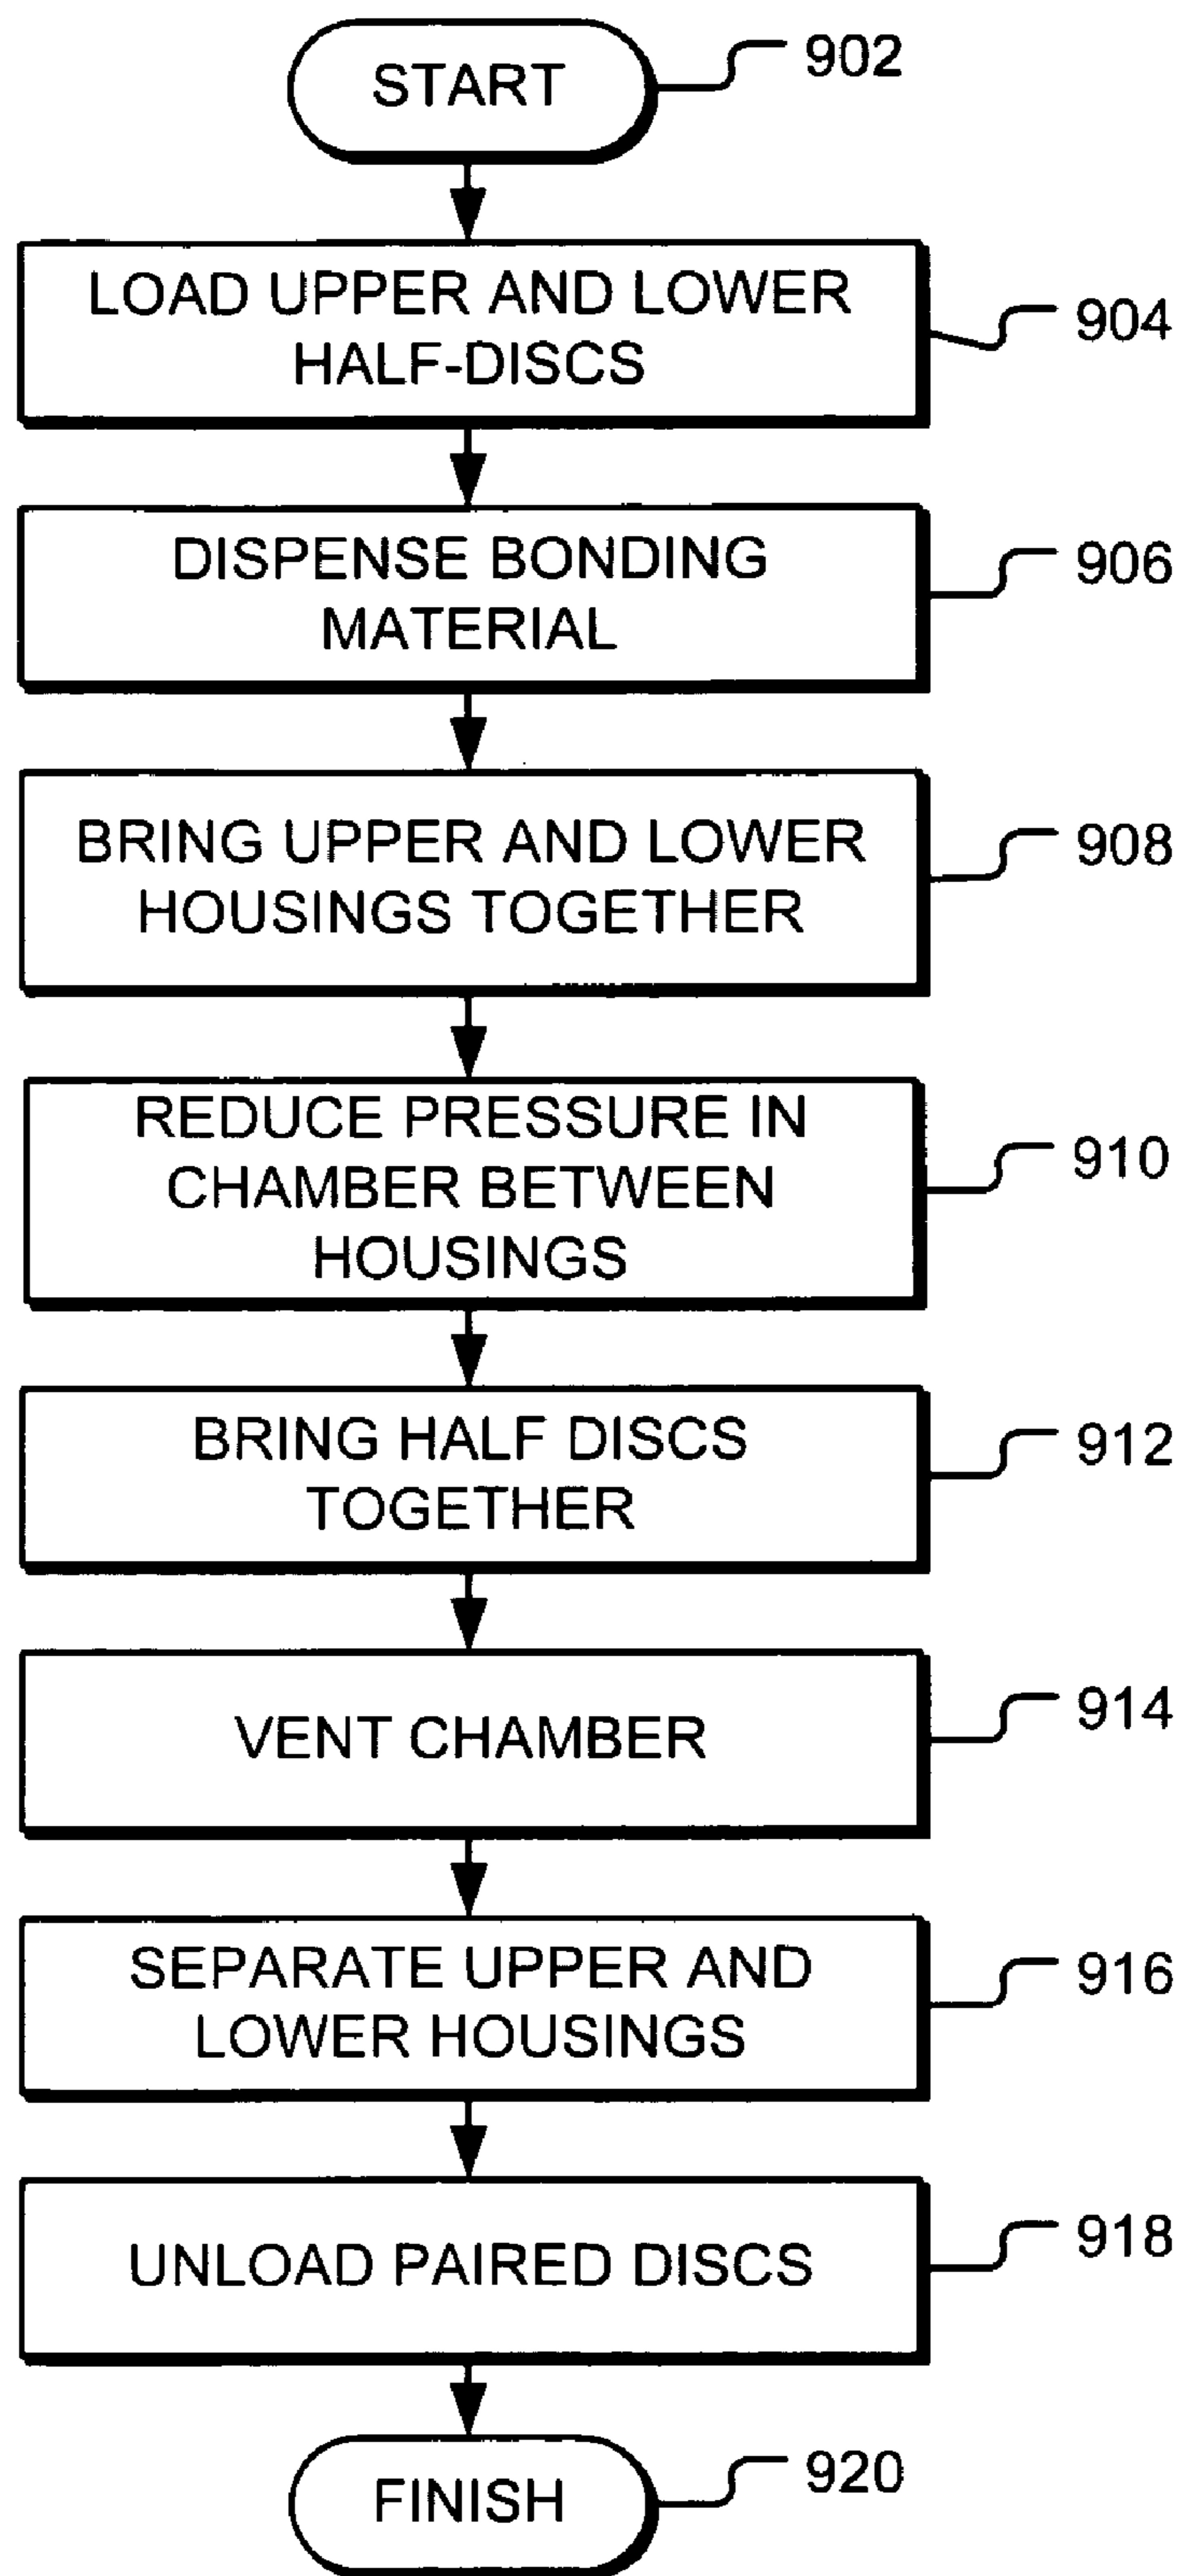 START
902
LOAD UPPER AND LOWER
HALF-DISCS
904
DISPENSE BONDING
MATERIAL
906
BRING UPPER AND LOWER
HOUSINGS TOGETHER
908
REDUCE PRESSURE IN
CHAMBER BETWEEN
HOUSINGS
910
BRING HALF DISCS
TOGETHER
912
VENT CHAMBER
914
SEPARATE UPPER AND
LOWER HOUSINGS
916
UNLOAD PAIRED DISCS
918
FINISH
920